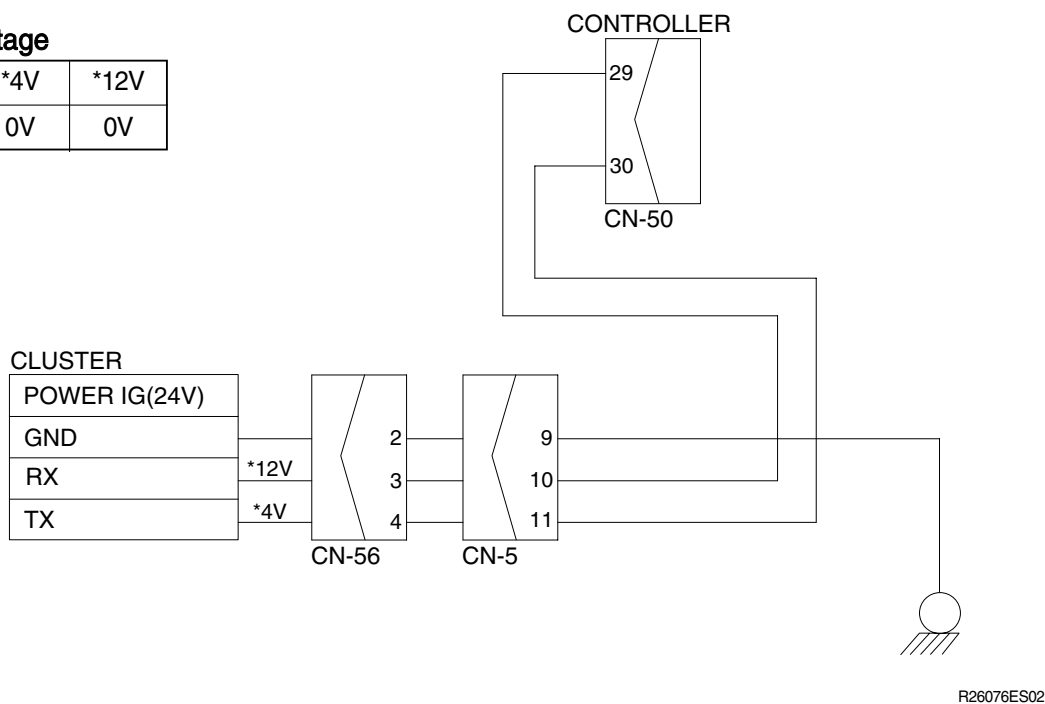 CONTROLLER
*4V *12V
0V 0V
29
30
CN-50
CLUSTER
POWER IG(24V)
GND
RX
TX
*12V
*4V
2
3
4
CN-56
9
10
11
CN-5
R26076ES02